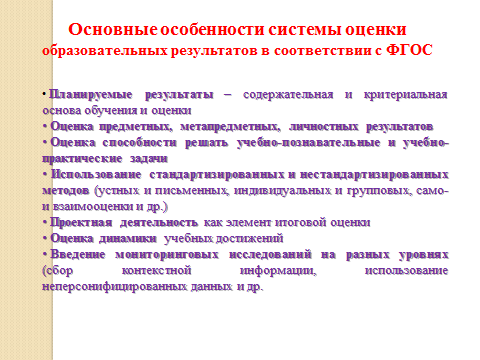 Основные особенности системы оценки
образовательных результатов в соответствии с ФГОС
• Планируемые результаты – содержательная и критериальная
основа обучения и оценки
• Оценка предметных, метапредметных, личностных результатов
• Оценка способности решать учебно-познавательные и учебно-
практические задачи
• Использование стандартизированных и нестандартизированных
методов (устных и письменных, индивидуальных и групповых, само-
и взаимооценки и др.)
• Проектная деятельность как элемент итоговой оценки
• Оценка динамики учебных достижений
• Введение мониторинговых исследований на разных уровнях
(сбор контекстной информации, использование
неперсонифицированных данных и др.